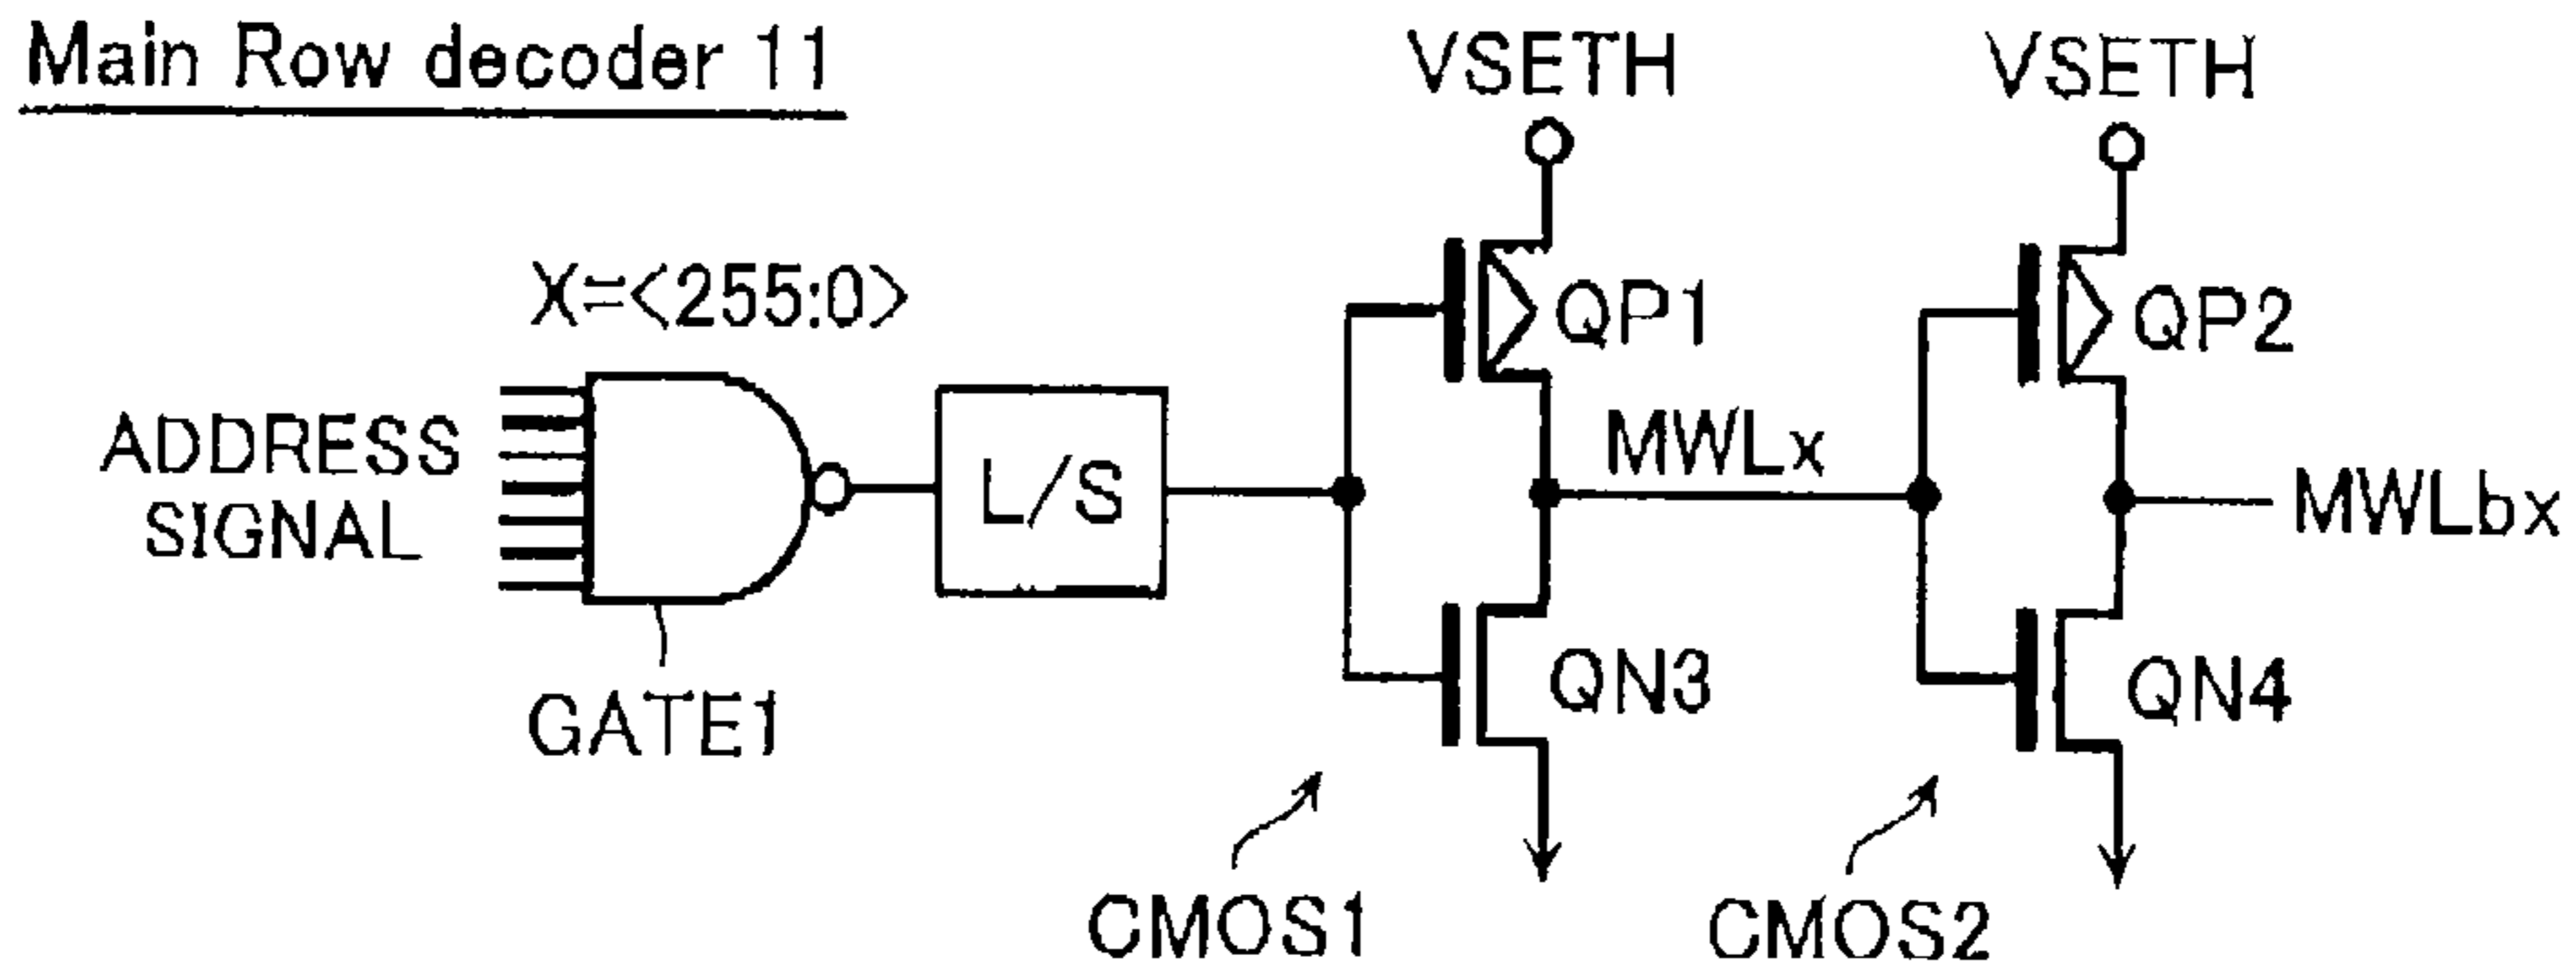 Main Row decoder 11
VSETH
VSETH
X=<255:0>
QP1
QP2
ADDRESS
SIGNAL
L/S
MWLx
MWLbx
GATE1
QN3
QN4
CMOS1
CMOS2